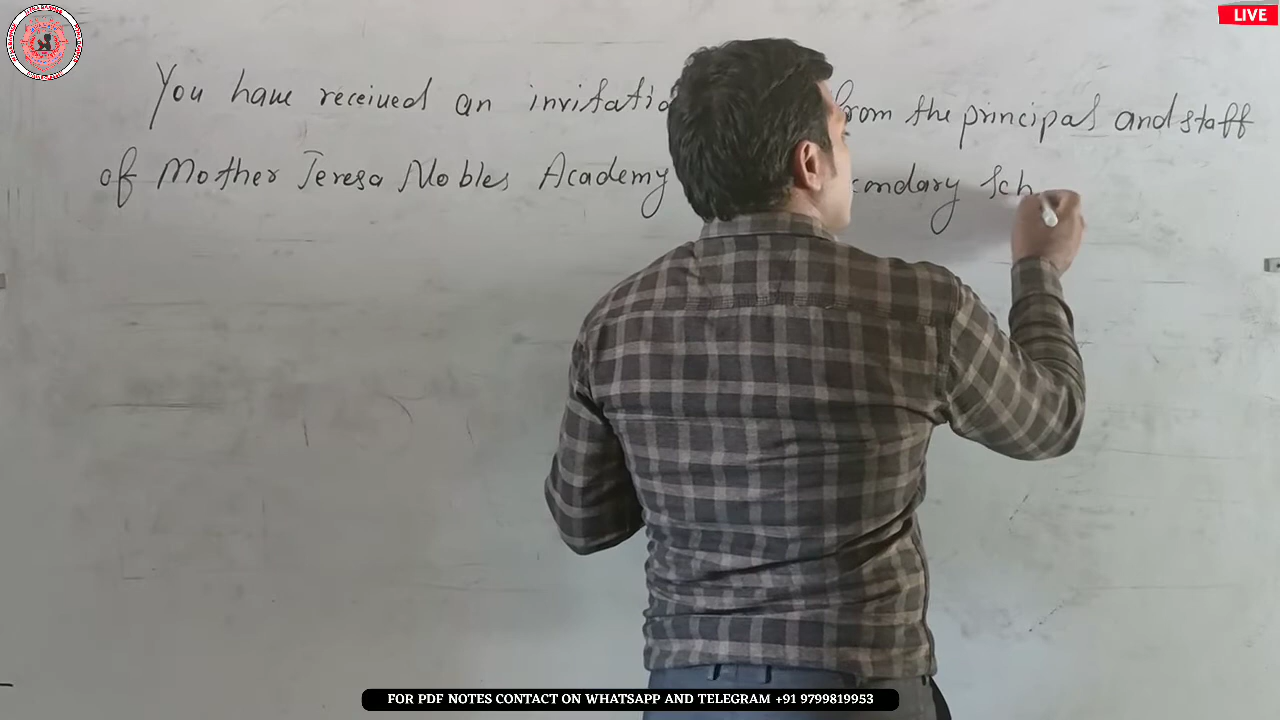 LIVE
You have received an invitatio from the principal and staff
of Mother Teresa Nobles Academy condary Sch
FOR PDF NOTES CONTACT ON WHATSAPP AND TELEGRAM +91 9799819953